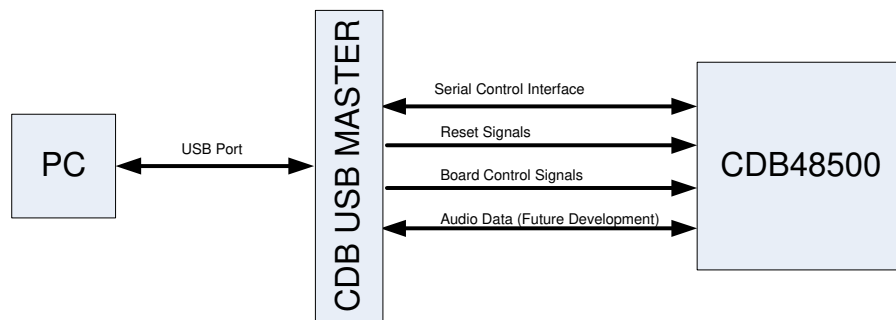 PC
USB Port
CDB USB MASTER
Serial Control Interface
Reset Signals
Board Control Signals
Audio Data (Future Development)
CDB48500